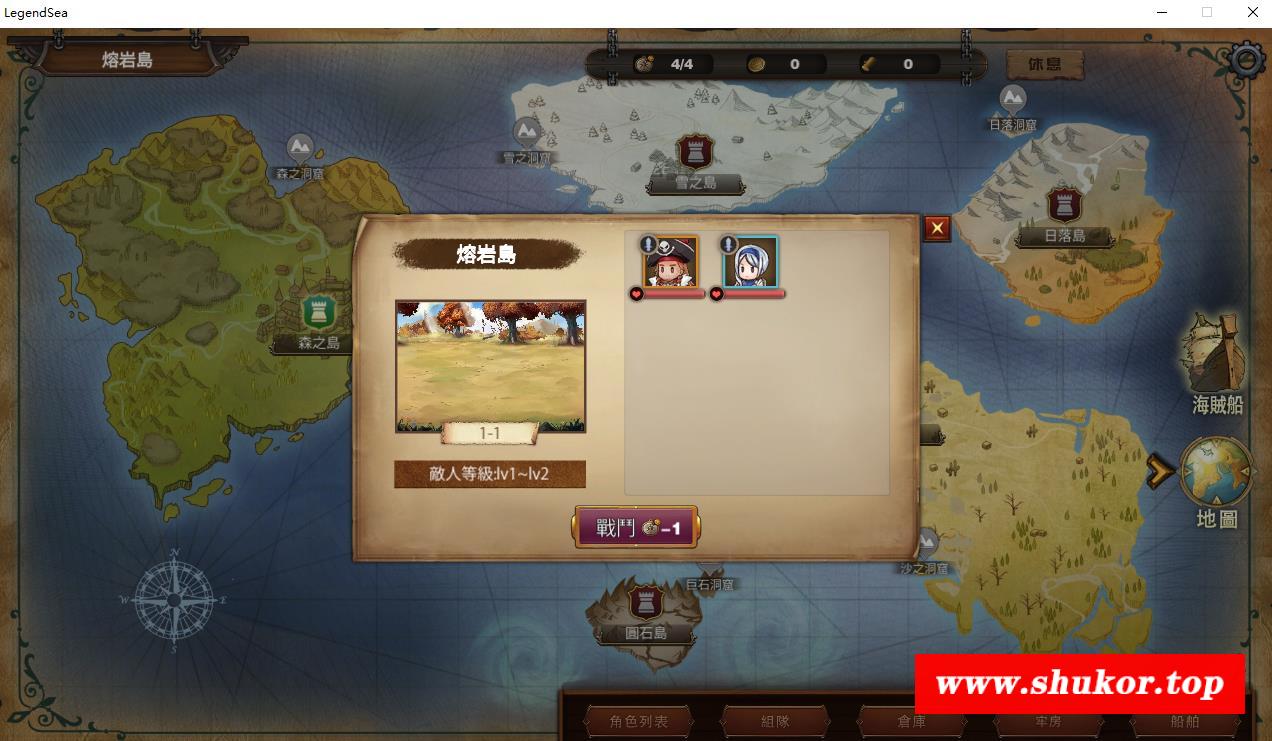 LegendSea
熔岩島
4/4
0
0
休息
日落洞窟
雪之洞窟
森之洞窟
雪之島
日落島
熔岩島
森之島
海賊船
1-1
敵人等級:lv1~lv2
地圖
戰鬥 -1
沙之洞窟
巨石洞窟
N
W
E
S
圓石島
www.shukor.top
角色列表
組隊
倉庫
牢房
船舶